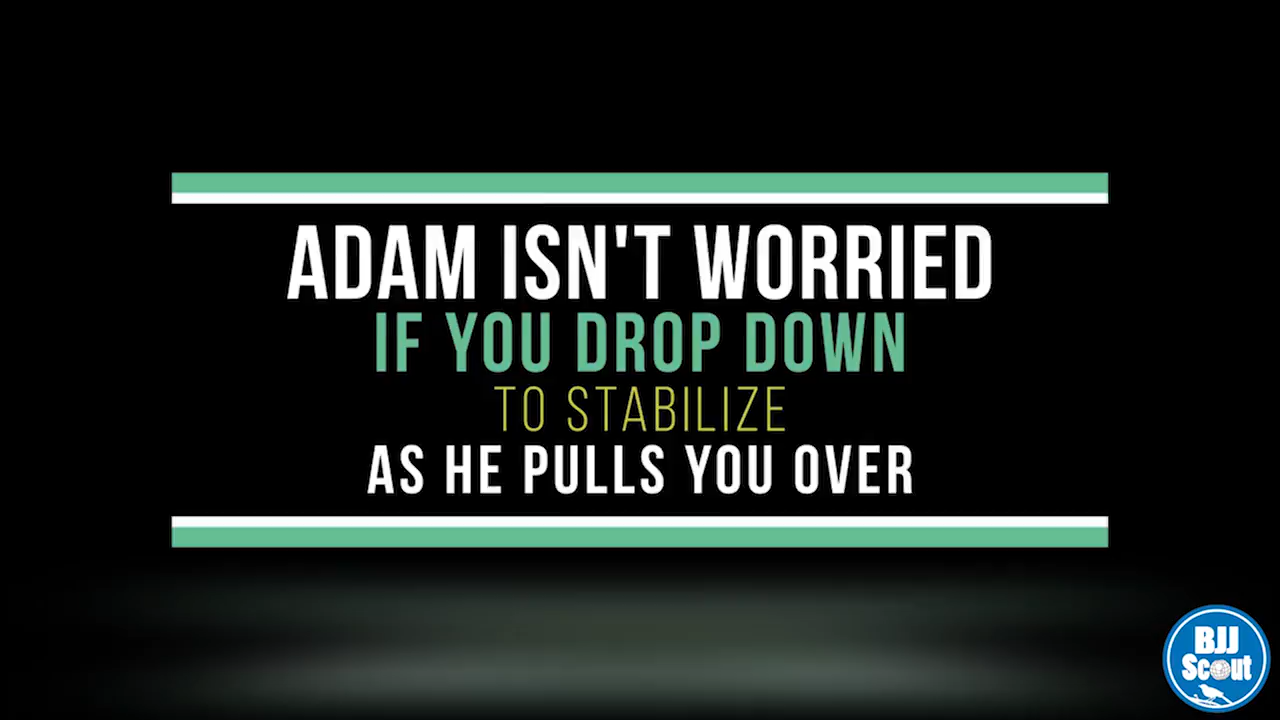 ADAM ISN'T WORRIED
IF YOU DROP DOWN
TO STABILIZE
AS HE PULLS YOU OVER
BJJ
Scout